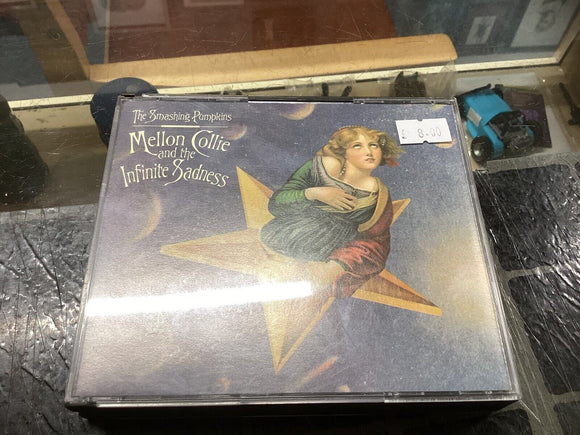 The Smashing Pumpkins
Mellon Collie
and the
Infinite Sadness
£ 8.00